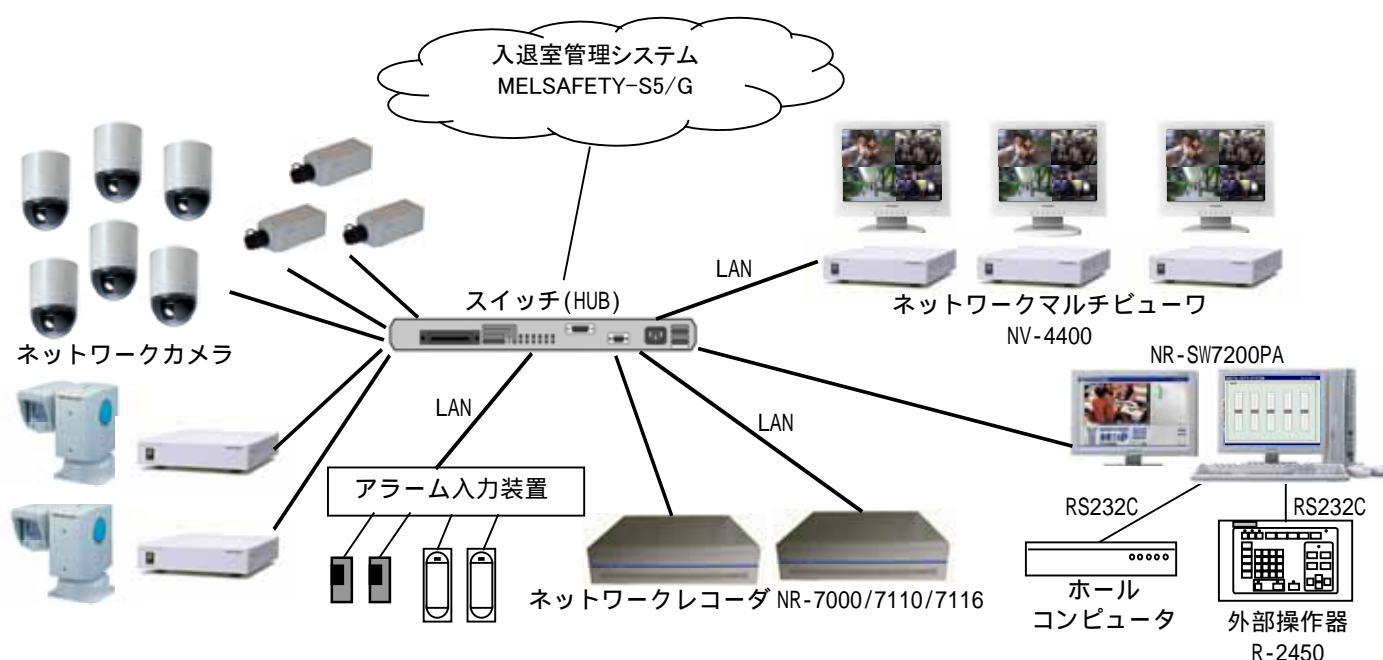 入退室管理システム
MELSAFETY-S5/G
LAN
スイッチ(HUB)
ネットワークマルチビューワ
NV-4400
ネットワークカメラ
NR-SW7200PA
LAN
LAN
アラーム入力装置
RS232C
RS232C
ネットワークレコーダ NR-7000/7110/7116
ホール
コンピュータ
外部操作器
R-2450